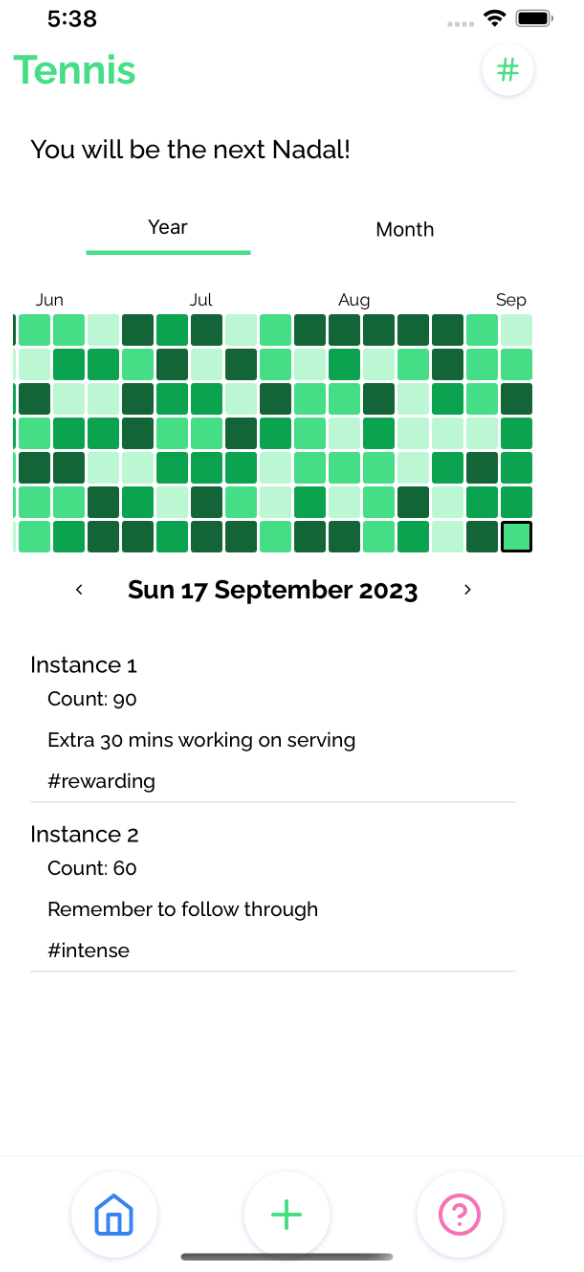 5:38
Tennis
#
You will be the next Nadal!
Year Month
Jun Jul Aug Sep
Sun 17 September 2023
Instance 1
Count: 90
Extra 30 mins working on serving
#rewarding
Instance 2
Count: 60
Remember to follow through
#intense
?